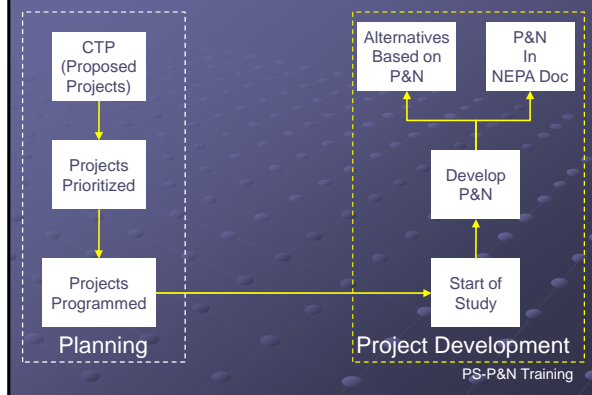 CTP
(Proposed
Projects)
Projects
Prioritized
Projects
Programmed
Planning
Alternatives
Based on
P&N
P&N
In
NEPA Doc
Develop
P&N
Start of
Study
Project Development
PS-P&N Training